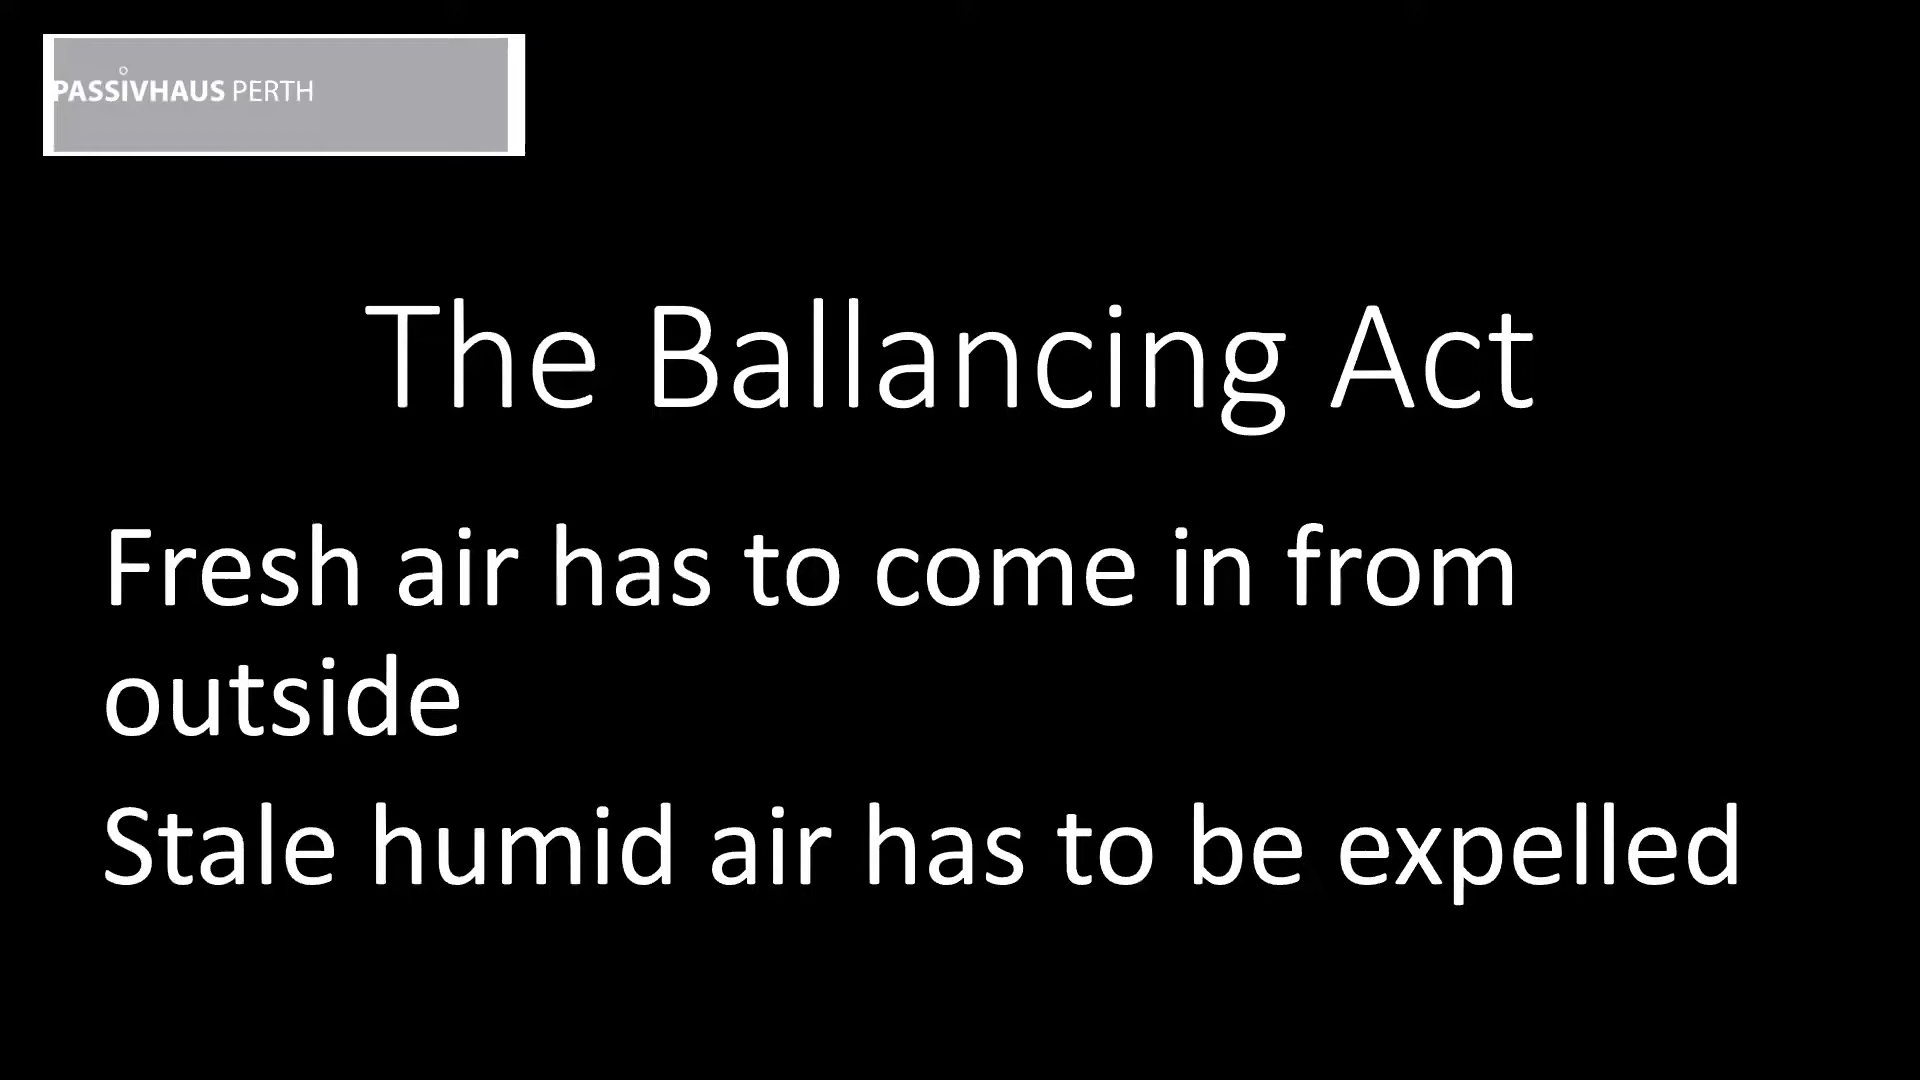 PASSIVHAUS PERTH
The Ballancing Act
Fresh air has to come in from
outside
Stale humid air has to be expelled